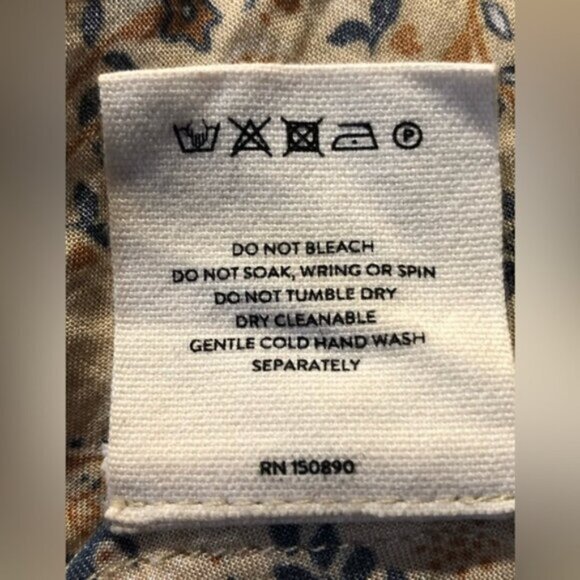 P
DO NOT BLEACH
DO NOT SOAK, WRING OR SPIN
DO NOT TUMBLE DRY
DRY CLEANABLE
GENTLE COLD HAND WASH
SEPARATELY
RN 150890